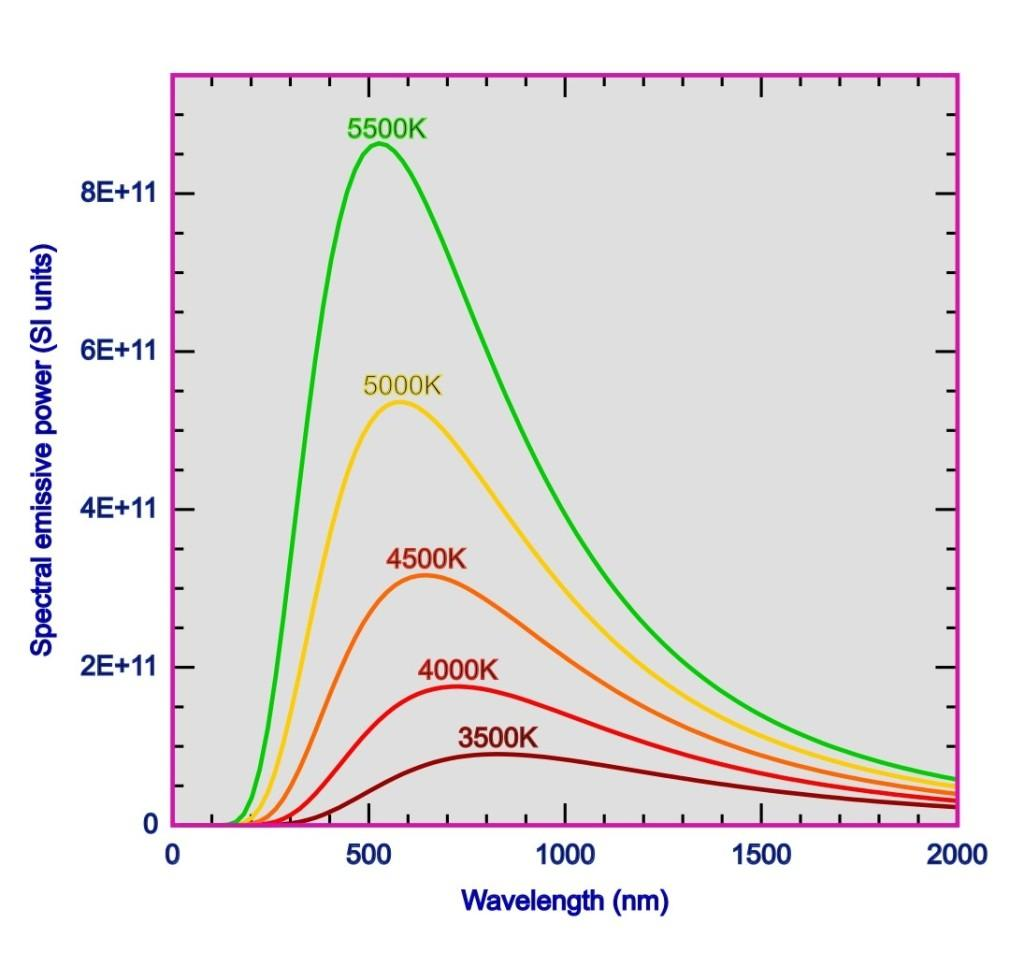 5500K
8E+11
6E+11
5000K
4E+11
4500K
2E+11
4000K
3500K
0
0 500 1000 1500 2000
Wavelength (nm)
Spectral emissive power (SI units)